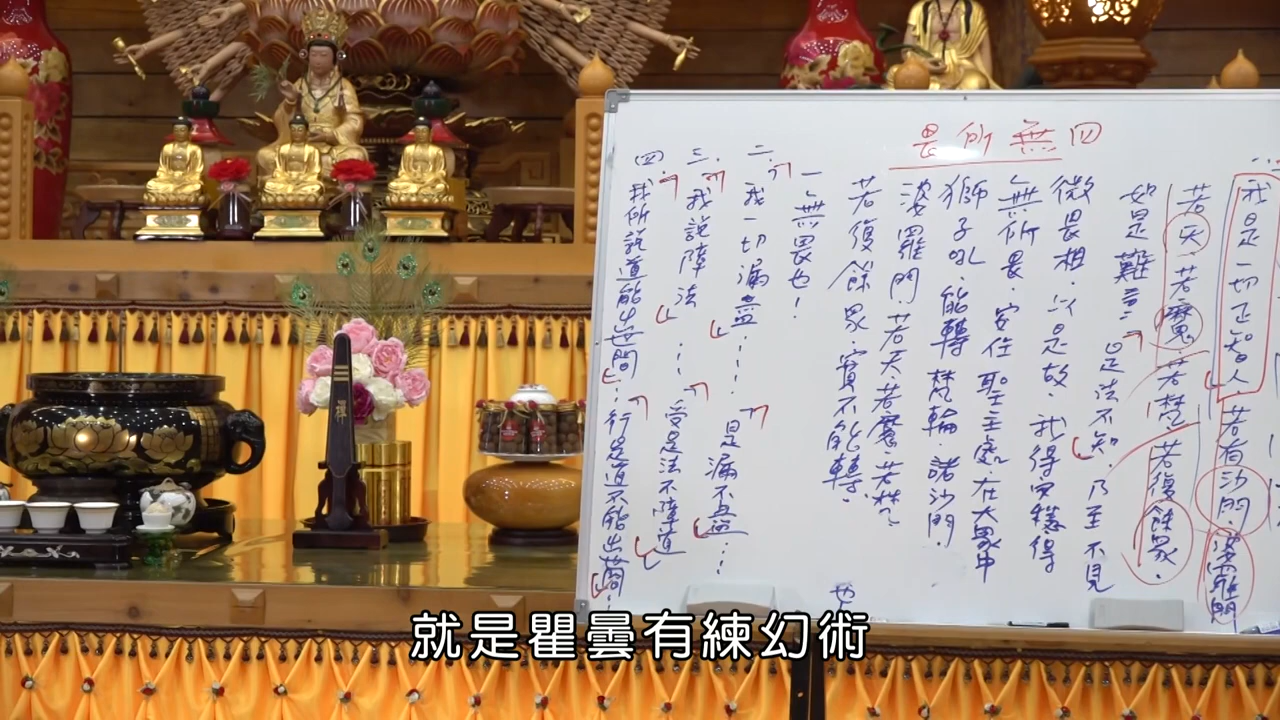 四無所畏
我是一切正智人若有沙門婆羅門
若天、若魔、若梵、若復餘眾、
如是難言：「是法不知、乃至不見
微畏相、以是故、我得安穩、得
無所畏、安住聖主處、在大眾中
獅子吼、能轉梵輪、諸沙門、
婆羅門、若天、若魔、若梵、
若復餘眾、實不能轉、
一無畏也！
二、「我一切漏盡……「是漏不盡…
三、「我說障法……「受是法不障道
四、「我所說道能出世間…行是道不能出
也
禪
就是瞿曇有練幻術